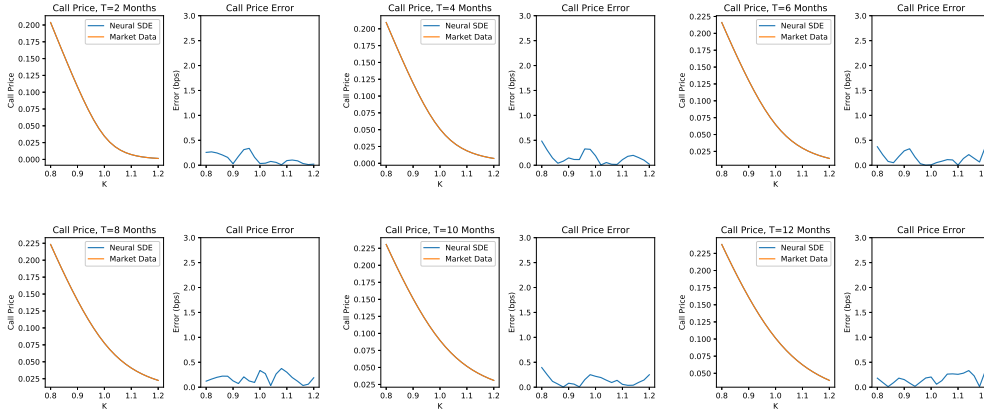 Call Price, T=2 Months
Call Price
0.200
0.175
0.150
0.125
0.100
0.075
0.050
0.025
0.000
Neural SDE
Market Data
0.8 0.9 1.0 1.1 1.2
K
Call Price Error
Error (bps)
3.0
2.5
2.0
1.5
1.0
0.5
0.0
0.8 0.9 1.0 1.1 1.2
K
Call Price, T=4 Months
Call Price
0.200
0.175
0.150
0.125
0.100
0.075
0.050
0.025
0.000
Neural SDE
Market Data
0.8 0.9 1.0 1.1 1.2
K
Call Price Error
Error (bps)
3.0
2.5
2.0
1.5
1.0
0.5
0.0
0.8 0.9 1.0 1.1 1.2
K
Call Price, T=6 Months
Call Price
0.200
0.175
0.150
0.125
0.100
0.075
0.050
0.025
Neural SDE
Market Data
0.8 0.9 1.0 1.1 1.2
K
Call Price Error
Error (bps)
3.0
2.5
2.0
1.5
1.0
0.5
0.0
0.8 0.9 1.0 1.1
K
Call Price, T=8 Months
Call Price
0.225
0.200
0.175
0.150
0.125
0.100
0.075
0.050
0.025
Neural SDE
Market Data
0.8 0.9 1.0 1.1 1.2
K
Call Price Error
Error (bps)
3.0
2.5
2.0
1.5
1.0
0.5
0.0
0.8 0.9 1.0 1.1 1.2
K
Call Price, T=10 Months
Call Price
0.225
0.200
0.175
0.150
0.125
0.100
0.075
0.050
0.025
Neural SDE
Market Data
0.8 0.9 1.0 1.1 1.2
K
Call Price Error
Error (bps)
3.0
2.5
2.0
1.5
1.0
0.5
0.0
0.8 0.9 1.0 1.1 1.2
K
Call Price, T=12 Months
Call Price
0.225
0.200
0.175
0.150
0.125
0.100
0.075
0.050
Neural SDE
Market Data
0.8 0.9 1.0 1.1 1.2
K
Call Price Error
Error (bps)
3.0
2.5
2.0
1.5
1.0
0.5
0.0
0.8 0.9 1.0 1.1
K